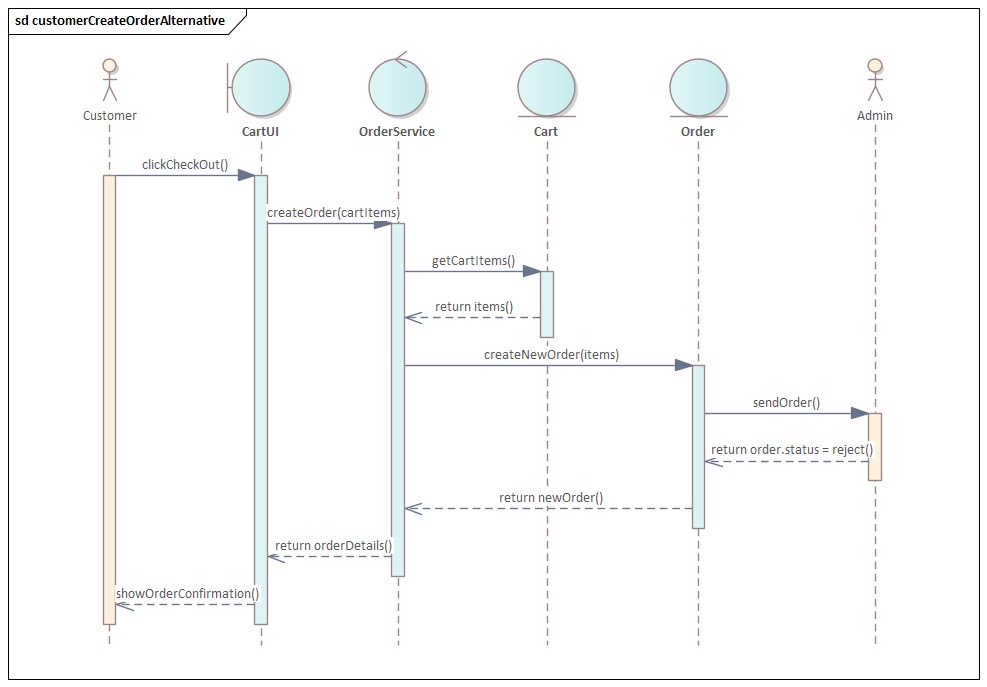 sd customerCreateOrderAlternative
Customer
CartUI
OrderService
Cart
Order
Admin
clickCheckOut()
createOrder(cartItems)
getCartItems()
return items()
createNewOrder(items)
sendOrder()
return order.status = reject()
return newOrder()
return orderDetails()
showOrderConfirmation()